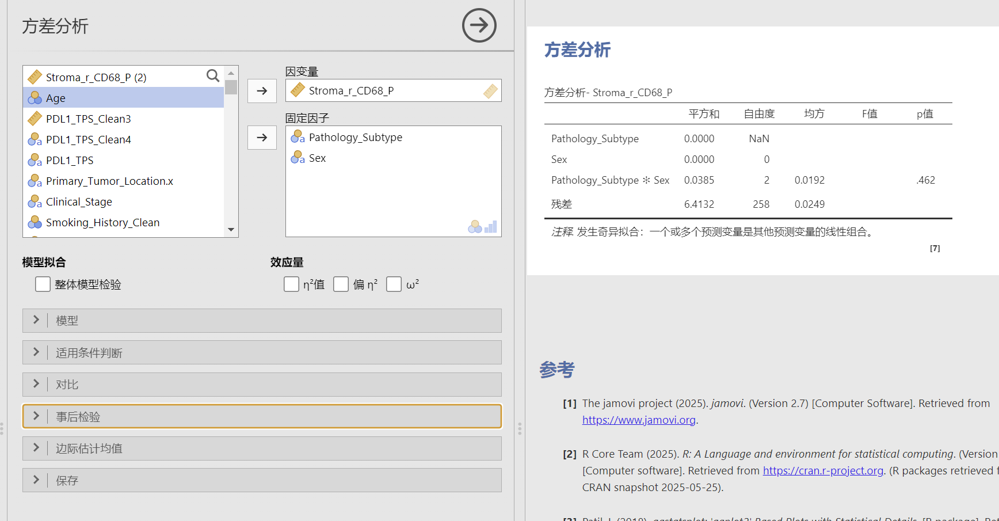 方差分析
Stroma_r_CD68_P (2)
Age
PDL1_TPS_Clean3
PDL1_TPS_Clean4
PDL1_TPS
Primary_Tumor_Location.x
Clinical_Stage
Smoking_History_Clean
因变量
Stroma_r_CD68_P
固定因子
Pathology_Subtype
Sex
模型拟合
整体模型检验
效应量
η²值 偏 η² ω²
模型
适用条件判断
对比
事后检验
边际估计均值
保存
方差分析
方差分析- Stroma_r_CD68_P
平方和 自由度 均方 F值 p值
Pathology_Subtype 0.0000 NaN
Sex 0.0000 0
Pathology_Subtype ✻ Sex 0.0385 2 0.0192 .462
残差 6.4132 258 0.0249
注释 发生奇异拟合：一个或多个预测变量是其他预测变量的线性组合。
[7]
参考
[1] The jamovi project (2025). jamovi. (Version 2.7) [Computer Software]. Retrieved from
https://www.jamovi.org.
[2] R Core Team (2025). R: A Language and environment for statistical computing. (Version
[Computer software]. Retrieved from https://cran.r-project.org. (R packages retrieved
CRAN snapshot 2025-05-25).
[3] Patil, I. (2018). ggstatsplot: 'ggplot2' Based Plots with Statistical Details. [R package].